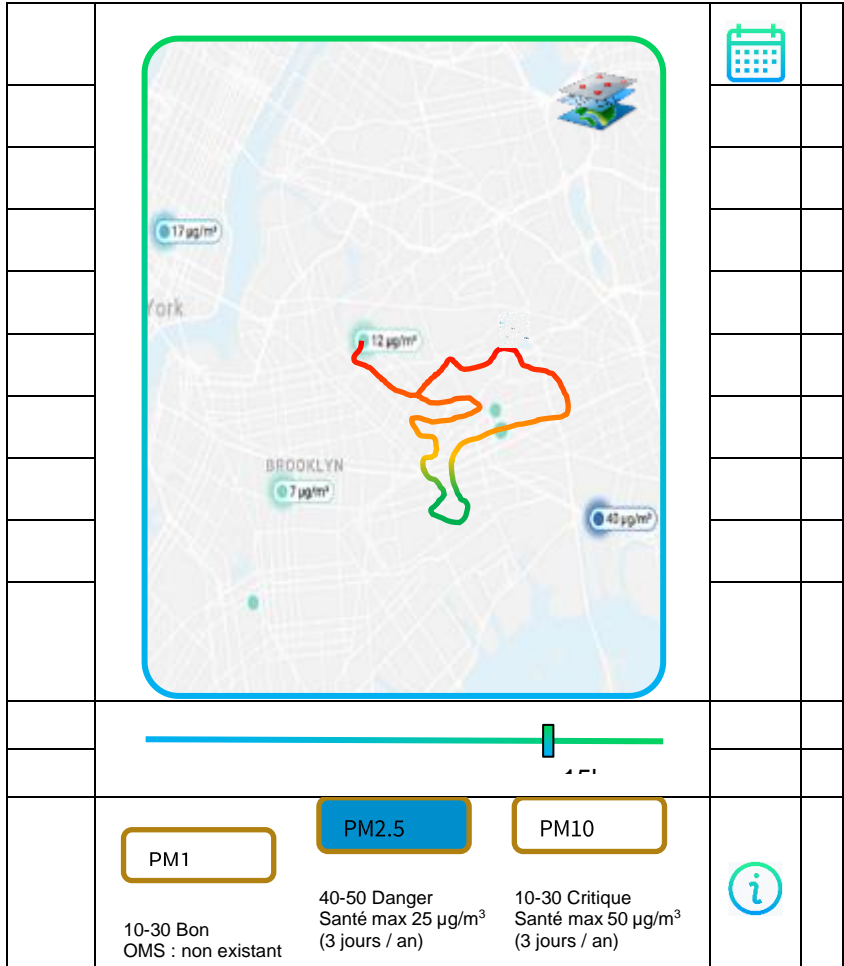 17 µg/m³
York
12 µg/m³
BROOKLYN
7 µg/m³
40 µg/m³
PM1
10-30 Bon
OMS : non existant
PM2.5
40-50 Danger
Santé max 25 µg/m³
(3 jours / an)
PM10
10-30 Critique
Santé max 50 µg/m³
(3 jours / an)